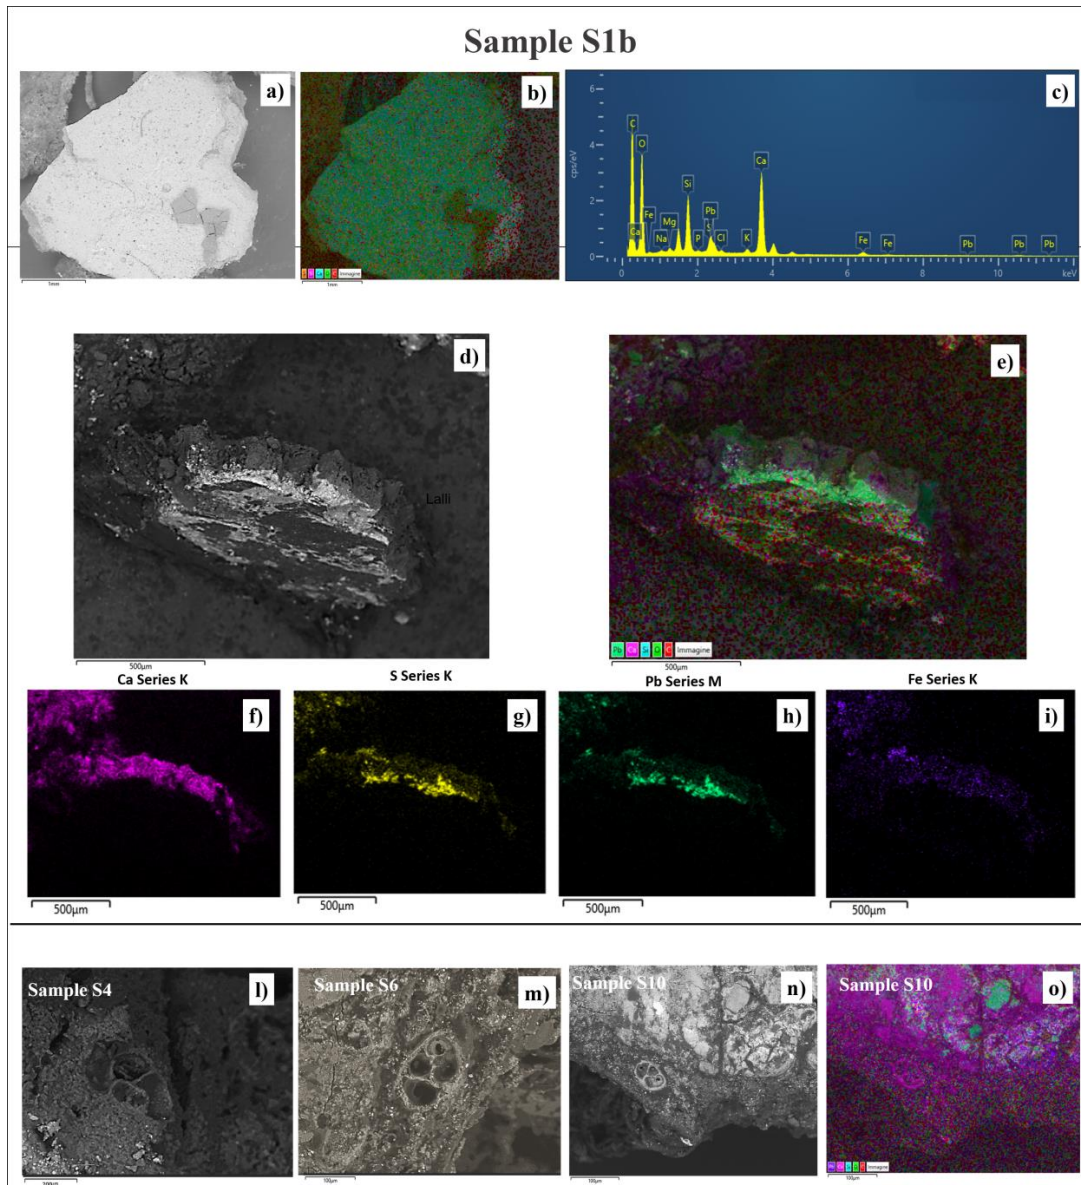 Sample S1b
a)
b)
c)
1mm
Immagine
1mm
cps/eV
6
4
2
0
C
O
Ca
Fe
Na
Mg
Si
P
Pb
S
Cl
K
Ca
Fe
Fe
Pb
Pb
Pb
0 2 4 6 8 10 keV
d)
e)
Lalli
500µm
Pb Ca Si O C Immagine
500µm
Ca Series K
S Series K
Pb Series M
Fe Series K
f)
g)
h)
i)
500µm
500µm
500µm
500µm
Sample S4
l)
Sample S6
m)
Sample S10
n)
Sample S10
o)
100µm
100µm
Immagine
100µm